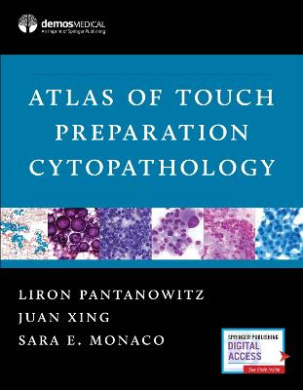 demosMEDICAL
An Imprint of Springer Publishing
ATLAS OF TOUCH
PREPARATION
CYTOPATHOLOGY
LIRON PANTANOWITZ
JUAN XING
SARA E. MONACO
SPRINGER PUBLISHING
DIGITAL
ACCESS